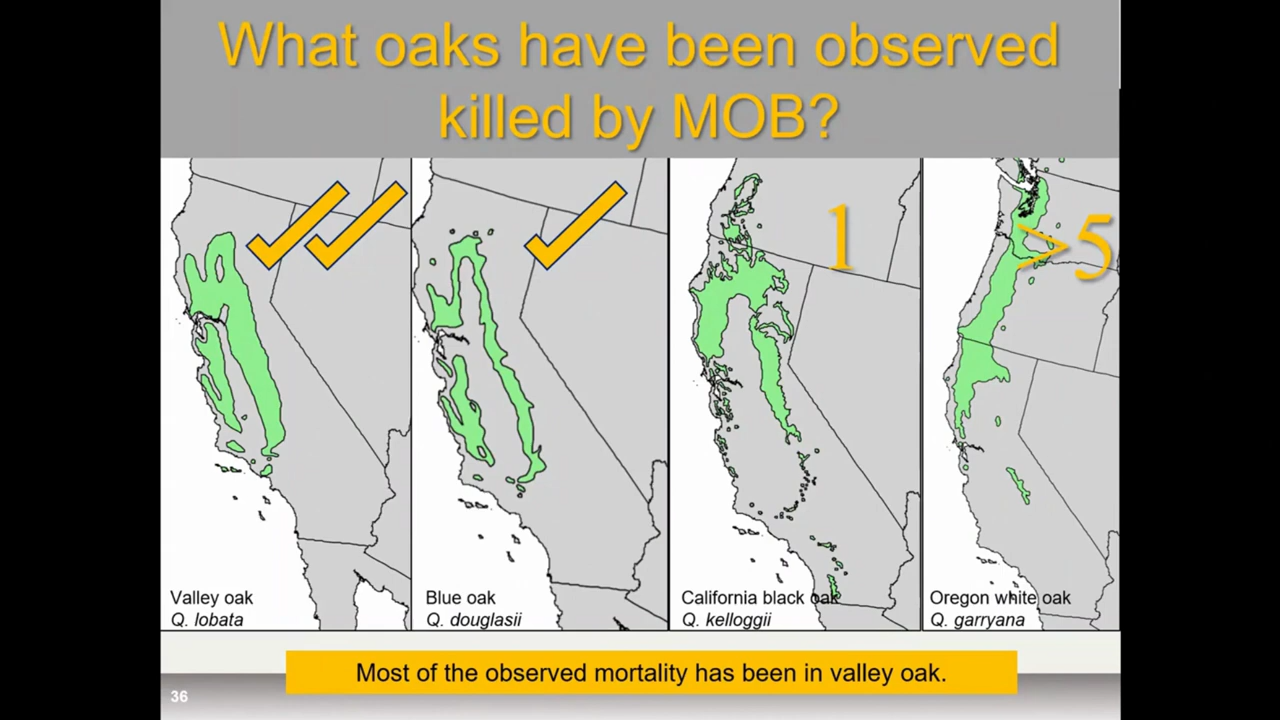 What oaks have been observed
killed by MOB?
1
>5
Valley oak
Q. lobata
Blue oak
Q. douglasii
California black oak
Q. kelloggii
Oregon white oak
Q. garryana
Most of the observed mortality has been in valley oak.
36